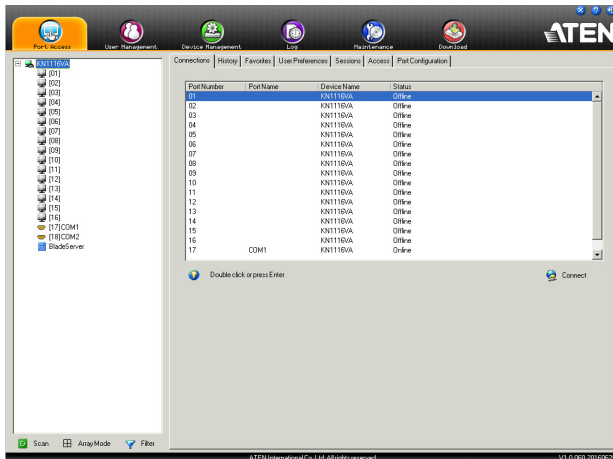 ATEN
Port Access User Management Device Management Log Maintenance Download
Connections History Favorites User Preferences Sessions Access Port Configuration
KN1116VA
[01]
[02]
[03]
[04]
[05]
[06]
[07]
[08]
[09]
[10]
[11]
[12]
[13]
[14]
[15]
[16]
[17]COM1
[18]COM2
BladeServer
Port Number Port Name Device Name Status
01 KN1116VA Offline
02 KN1116VA Offline
03 KN1116VA Offline
04 KN1116VA Offline
05 KN1116VA Offline
06 KN1116VA Offline
07 KN1116VA Offline
08 KN1116VA Offline
09 KN1116VA Offline
10 KN1116VA Offline
11 KN1116VA Offline
12 KN1116VA Offline
13 KN1116VA Offline
14 KN1116VA Offline
15 KN1116VA Offline
16 KN1116VA Offline
17 COM1 KN1116VA Online
Double click or press Enter
Connect
Scan Array Mode Filter
ATEN International Co. Ltd. All rights reserved.